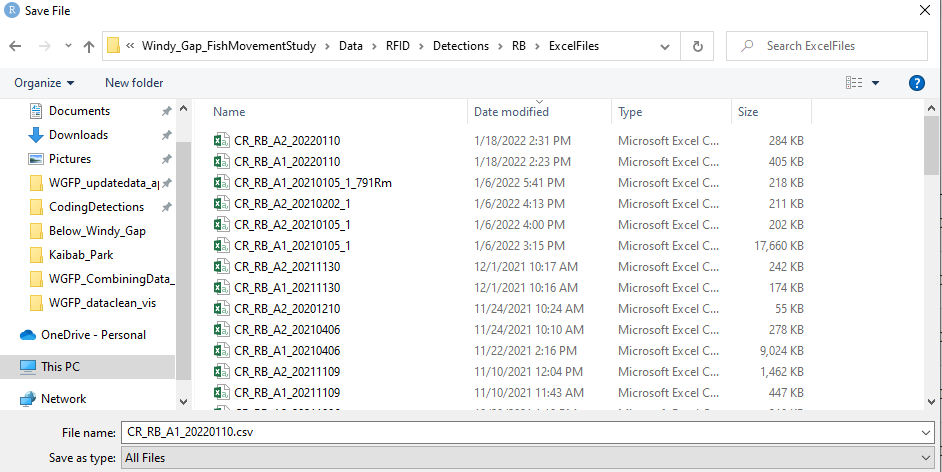 R Save File
« Windy_Gap_FishMovementStudy > Data > RFID > Detections > RB > ExcelFiles Search ExcelFiles
Organize New folder ?
Documents
Downloads
Pictures
WGFP_updatedata_a
CodingDetections
Below_Windy_Gap
Kaibab_Park
WGFP_CombiningData_
WGFP_dataclean_vis
OneDrive - Personal
This PC
Network
Name Date modified Type Size
CR_RB_A2_20220110 1/18/2022 2:31 PM Microsoft Excel C... 284 KB
CR_RB_A1_20220110 1/18/2022 2:23 PM Microsoft Excel C... 405 KB
CR_RB_A1_20210105_1_791Rm 1/6/2022 5:41 PM Microsoft Excel C... 218 KB
CR_RB_A2_20210202_1 1/6/2022 4:13 PM Microsoft Excel C... 211 KB
CR_RB_A2_20210105_1 1/6/2022 4:00 PM Microsoft Excel C... 202 KB
CR_RB_A1_20210105_1 1/6/2022 3:15 PM Microsoft Excel C... 17,660 KB
CR_RB_A2_20211130 12/1/2021 10:17 AM Microsoft Excel C... 242 KB
CR_RB_A1_20211130 12/1/2021 10:16 AM Microsoft Excel C... 174 KB
CR_RB_A2_20201210 11/24/2021 10:24 AM Microsoft Excel C... 55 KB
CR_RB_A2_20210406 11/24/2021 10:10 AM Microsoft Excel C... 278 KB
CR_RB_A1_20210406 11/22/2021 2:16 PM Microsoft Excel C... 9,024 KB
CR_RB_A2_20211109 11/10/2021 12:04 PM Microsoft Excel C... 1,462 KB
CR_RB_A1_20211109 11/10/2021 11:43 AM Microsoft Excel C... 447 KB
File name: CR_RB_A1_20220110.csv
Save as type: All Files